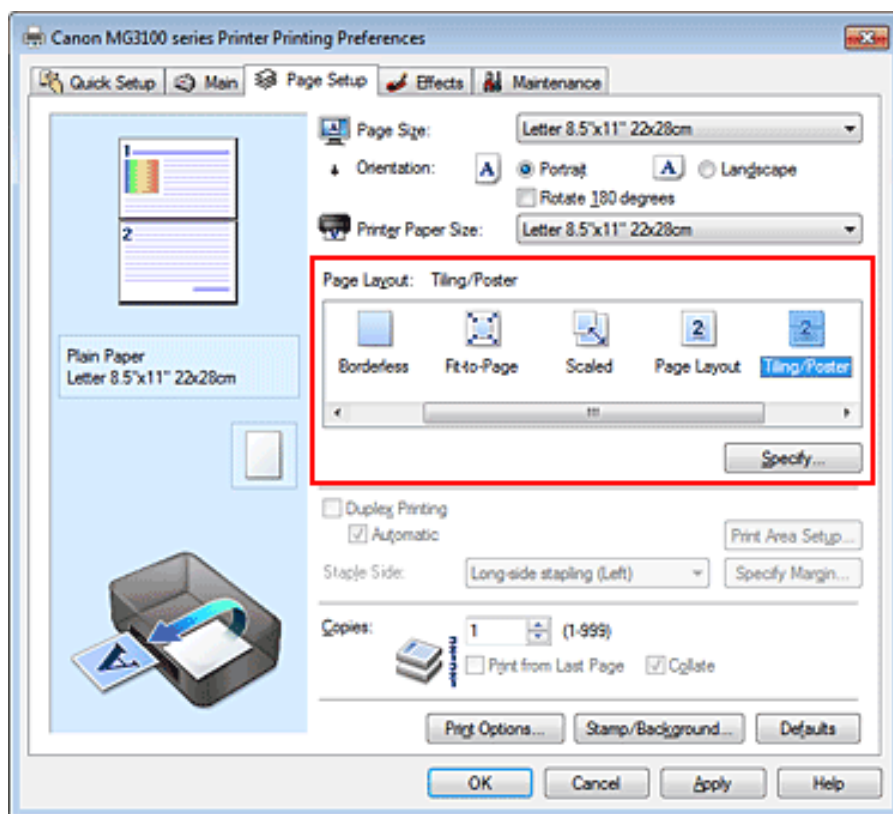 Canon MG3100 series Printer Printing Preferences
Quick Setup Main Page Setup Effects Maintenance
1
2
Plain Paper
Letter 8.5"x11" 22x28cm
A
Page Size: Letter 8.5"x11" 22x28cm
Orientation: A Portrait A Landscape
Rotate 180 degrees
Printer Paper Size: Letter 8.5"x11" 22x28cm
Page Layout: Tiling/Poster
2 2
Borderless Fit-to-Page Scaled Page Layout Tiling/Poster
Specify...
Duplex Printing
Automatic Print Area Setup...
Staple Side: Long-side stapling (Left) Specify Margin...
Copies: 1 (1-999)
Print from Last Page Collate
Print Options... Stamp/Background... Defaults
OK Cancel Apply Help